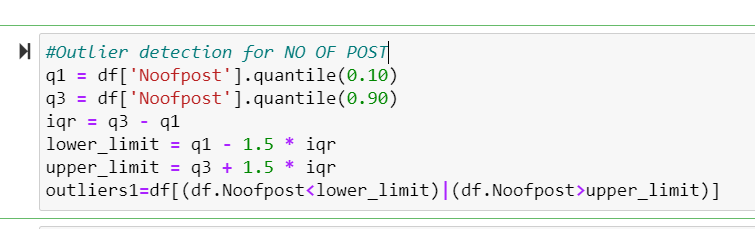 #Outlier detection for NO OF POST
q1 = df['Noofpost'].quantile(0.10)
q3 = df['Noofpost'].quantile(0.90)
iqr = q3 - q1
lower_limit = q1 - 1.5 * iqr
upper_limit = q3 + 1.5 * iqr
outliers1=df[(df.Noofpost<lower_limit)|(df.Noofpost>upper_limit)]